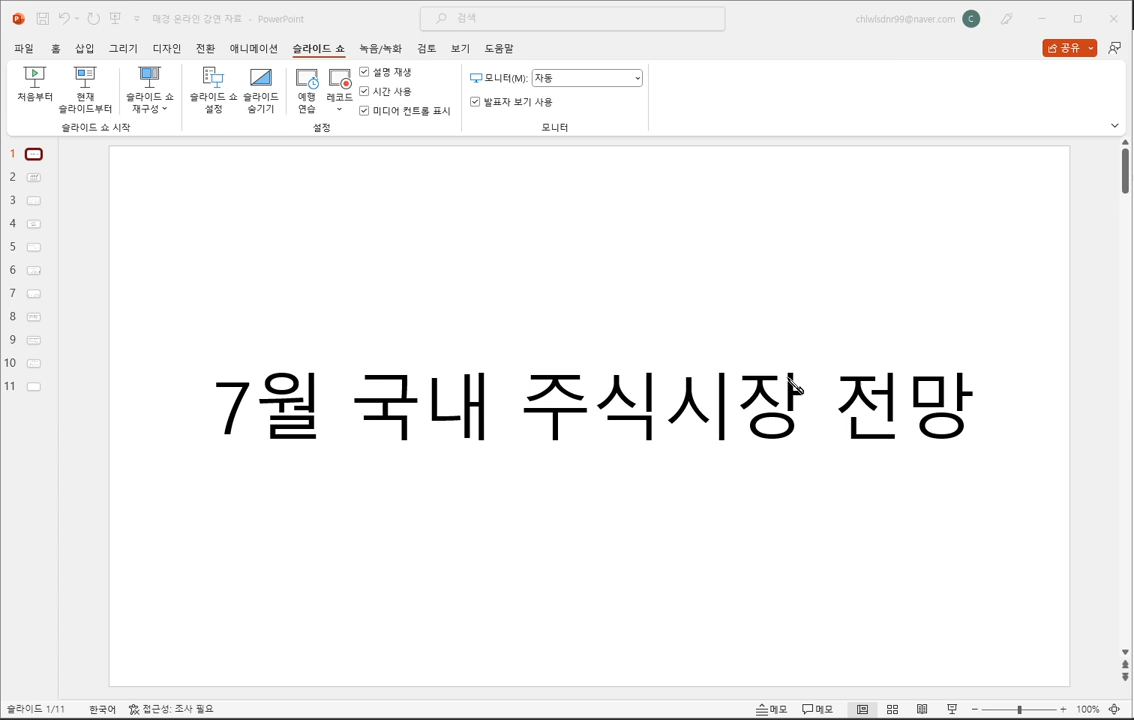 매경 온라인 강연 자료 - PowerPoint
검색
chlwlsdnr99@naver.com
C
파일 홈 삽입 그리기 디자인 전환 애니메이션 슬라이드 쇼 녹음/녹화 검토 보기 도움말
공유
처음부터
현재
슬라이드부터
슬라이드 쇼
재구성
슬라이드 쇼 시작
슬라이드 쇼
설정
슬라이드
숨기기
예행
연습
레코드
설명 재생
시간 사용
미디어 컨트롤 표시
설정
모니터(M): 자동
발표자 보기 사용
모니터
1
2
3
4
5
6
7
8
9
10
11
7월 국내 주식시장 전망
슬라이드 1/11 한국어 접근성: 조사 필요
메모 메모 100%